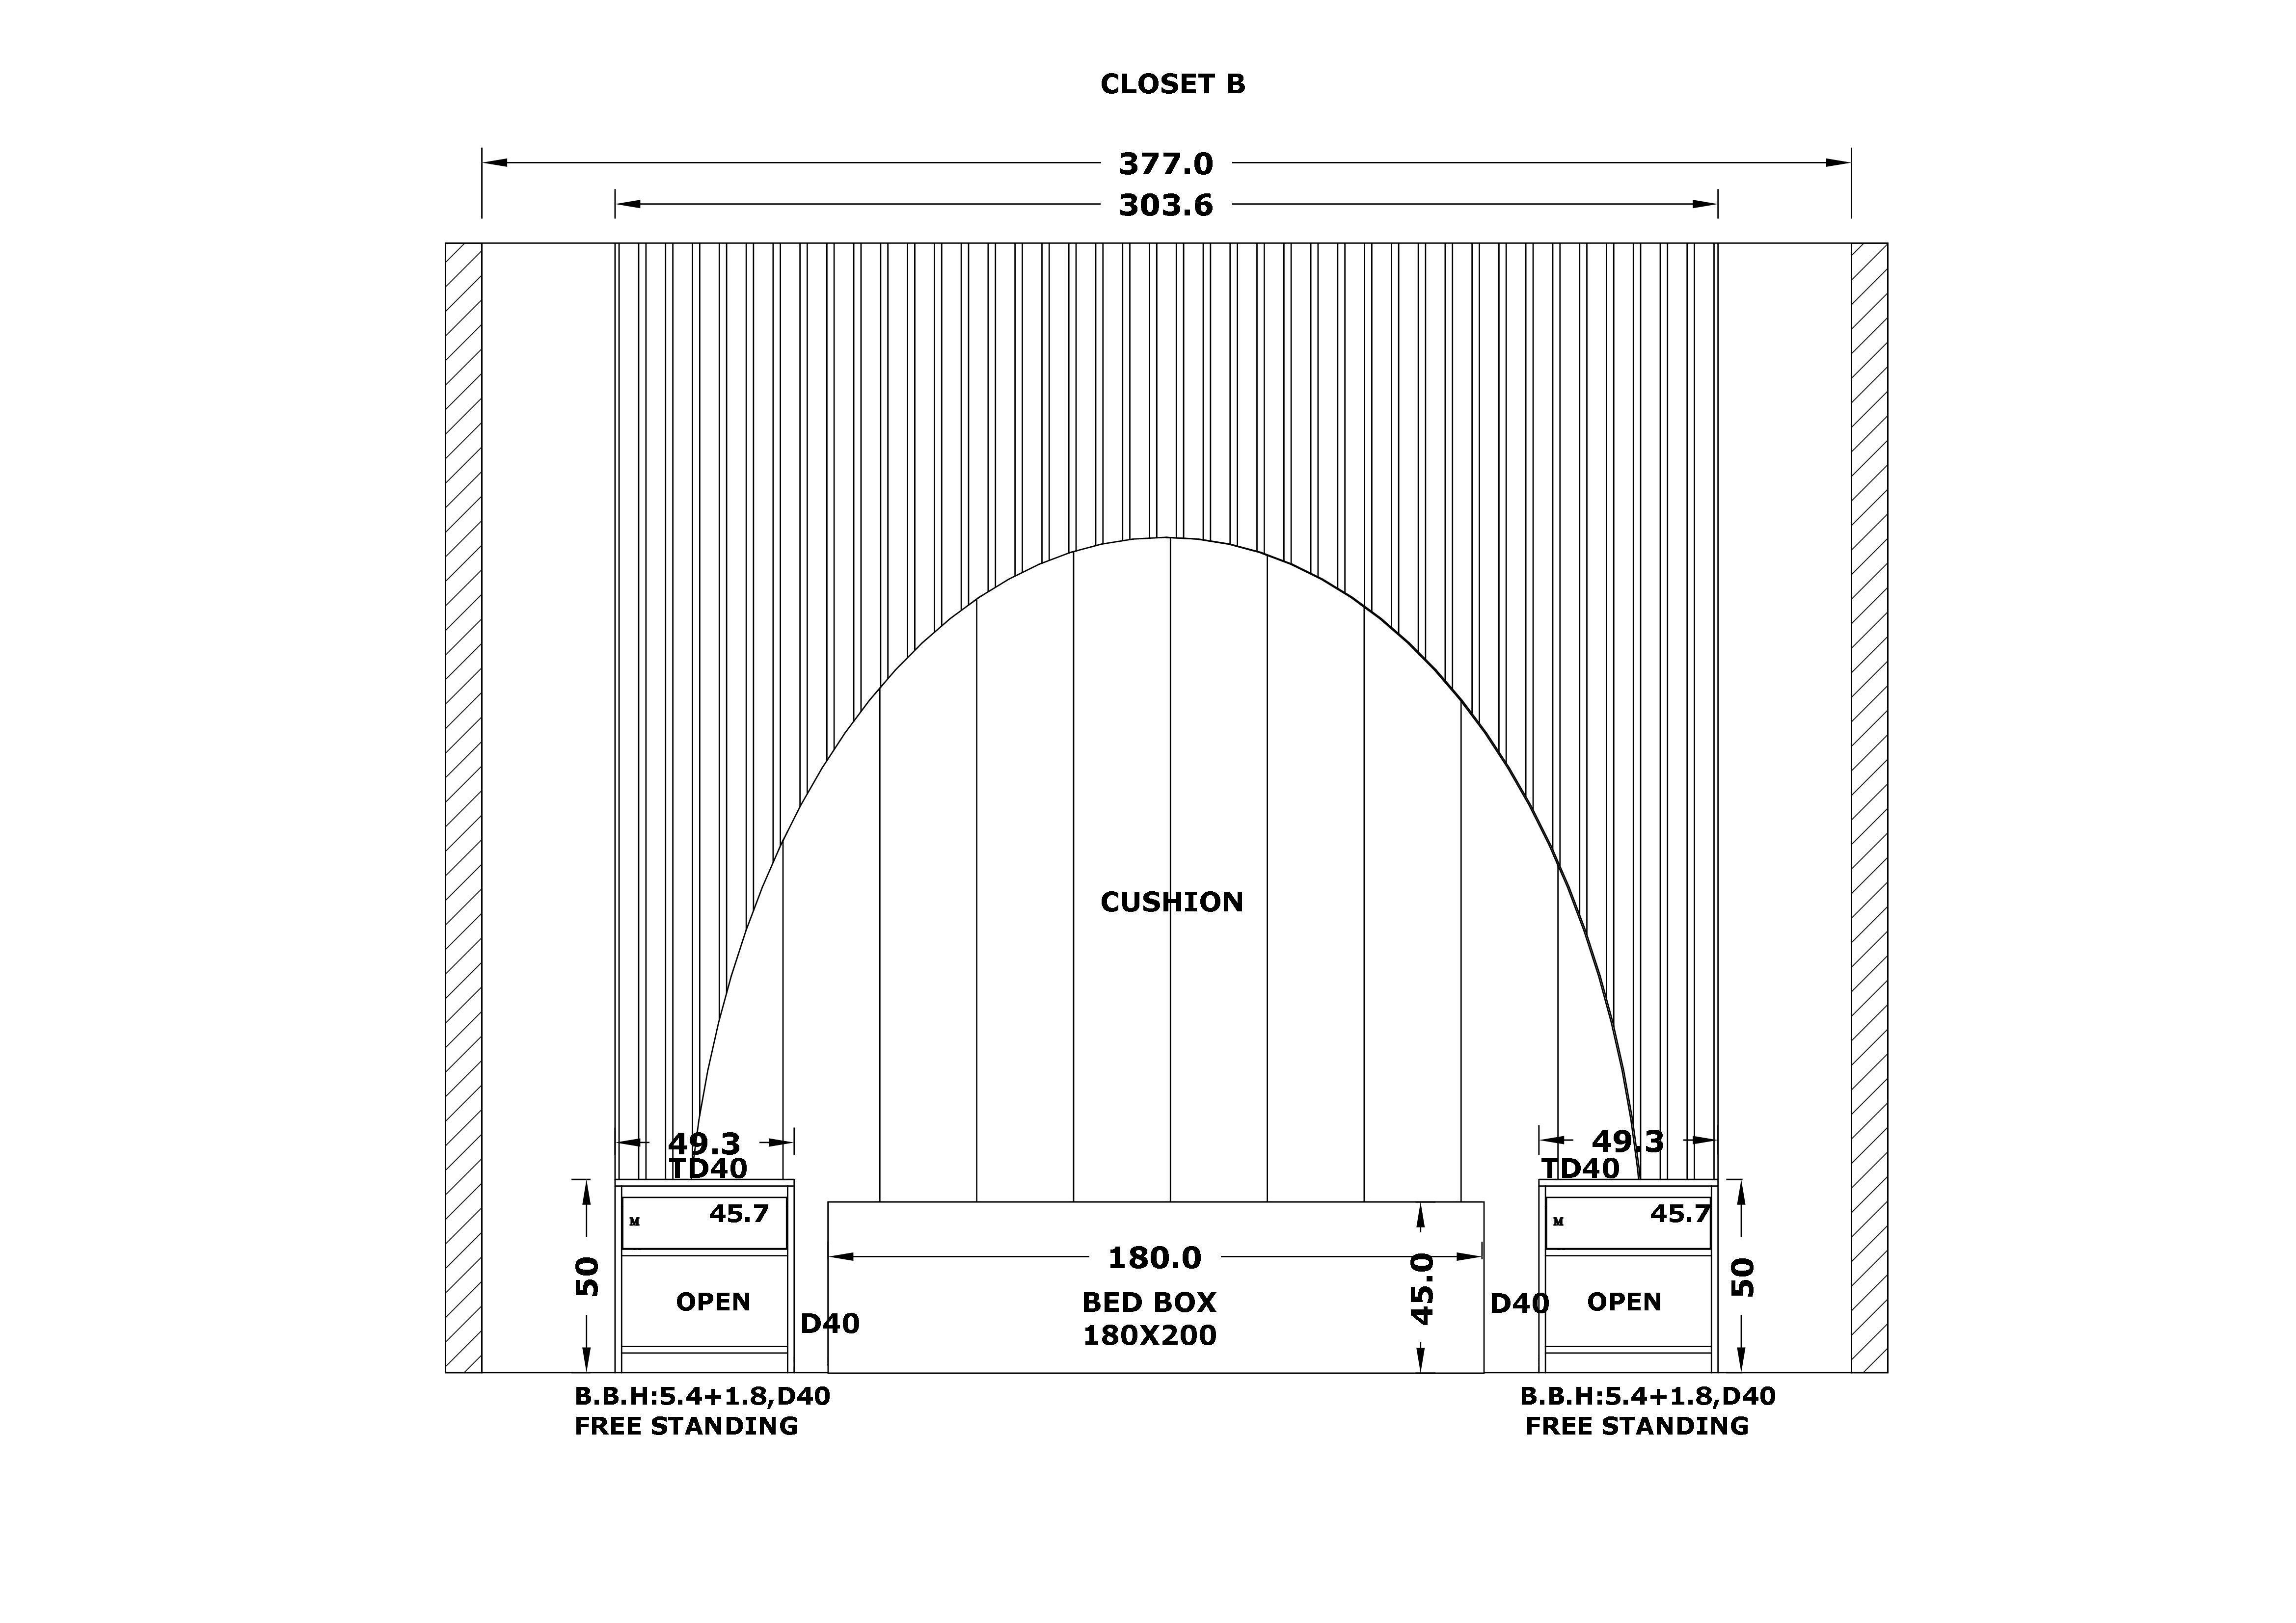 CLOSET B
377.0
303.6
CUSHION
49.3
49.3
TD40
TD40
M
45.7
M
45.7
180.0
50
45.0
50
OPEN
BED BOX
D40
OPEN
D40
180X200
B.B.H:5.4+1.8,D40
B.B.H:5.4+1.8,D40
FREE STANDING
FREE STANDING